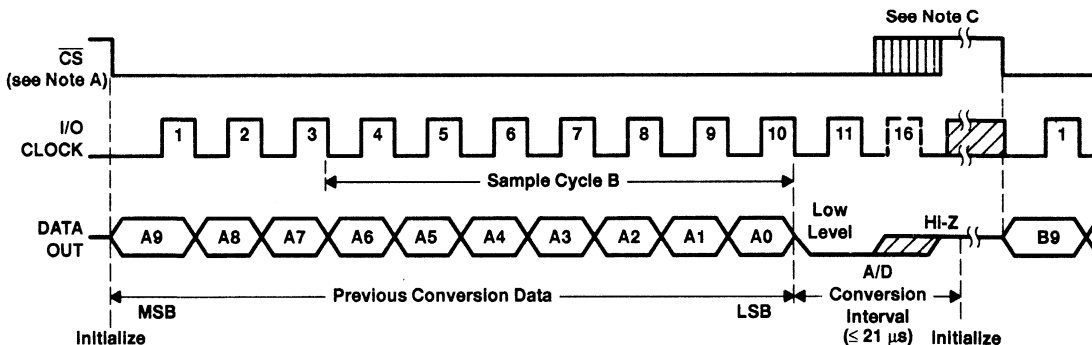 See Note C
CS
(see Note A)
I/O
CLOCK
1 2 3 4 5 6 7 8 9 10 11 16 1
Sample Cycle B
DATA
OUT
A9 A8 A7 A6 A5 A4 A3 A2 A1 A0
Low
Level
Hi-Z
B9
Previous Conversion Data
MSB
LSB
A/D
Conversion
Interval
(≤ 21 μs)
Initialize
Initialize